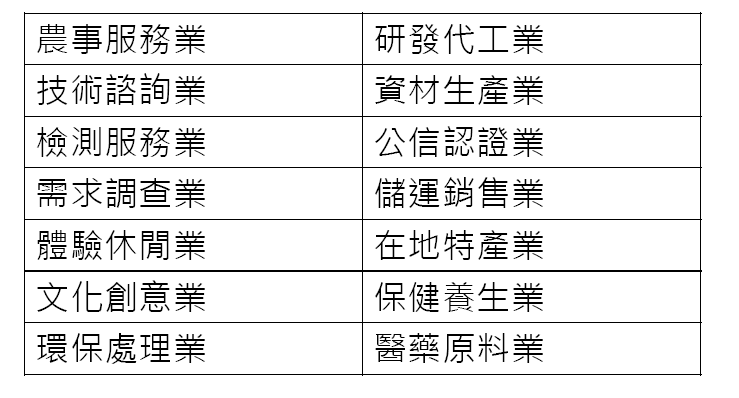 農事服務業 研發代工業
技術諮詢業 資材生產業
檢測服務業 公信認證業
需求調查業 儲運銷售業
體驗休閒業 在地特產業
文化創意業 保健養生業
環保處理業 醫藥原料業